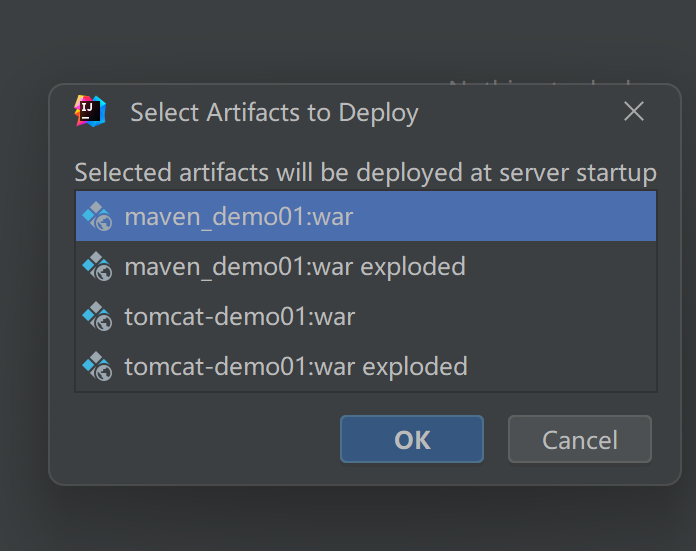 IJ
Select Artifacts to Deploy
Selected artifacts will be deployed at server startup
maven_demo01:war
maven_demo01:war exploded
tomcat-demo01:war
tomcat-demo01:war exploded
OK
Cancel